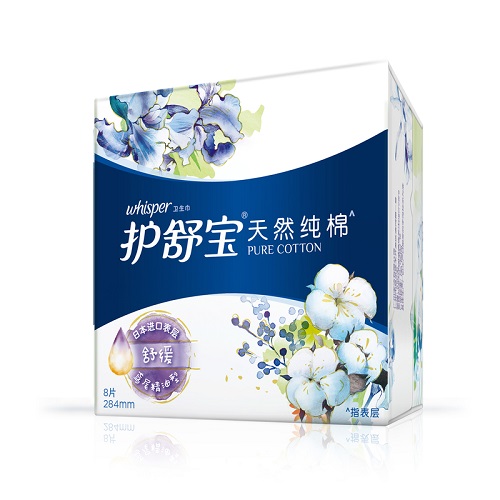 whisper 卫生巾
护舒宝® 天然纯棉^
PURE COTTON
日本进口表层
舒缓
鸢尾精油型
8片
284mm
^指表层